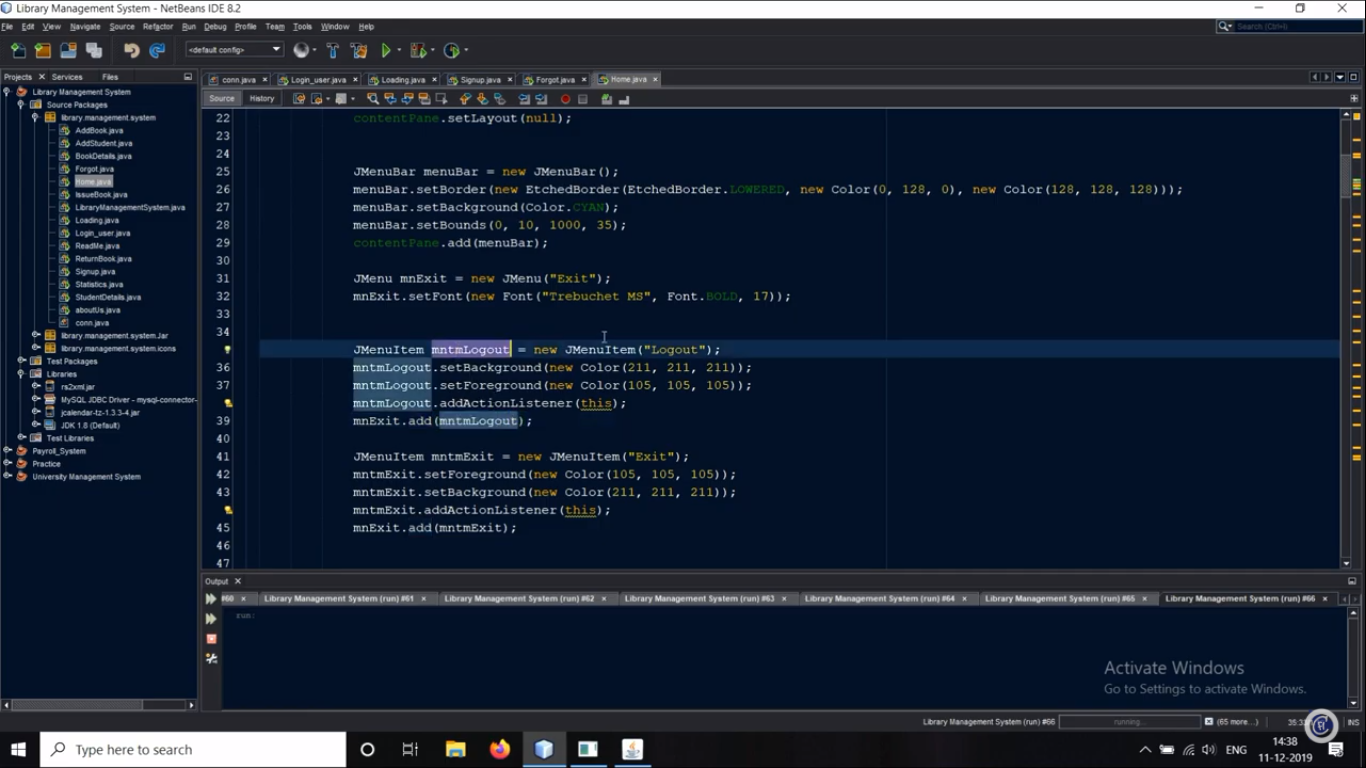 Library Management System - NetBeans IDE 8.2
File Edit View Navigate Source Refactor Run Debug Profile Team Tools Window Help
Search (Ctrl+I)
<default config>
Projects Services Files
conn.java Login_user.java Loading.java Signup.java Forgot.java Home.java
Source History
Library Management System
Source Packages
library.management.system
AddBook.java
AddStudent.java
BookDetails.java
Forgot.java
Home.java
IssueBook.java
LibraryManagementSystem.java
Loading.java
Login_user.java
ReadMe.java
ReturnBook.java
Signup.java
Statistics.java
StudentDetails.java
aboutUs.java
conn.java
library.management.system.Jar
library.management.system.icons
Test Packages
Libraries
rs2xml.jar
MySQL JDBC Driver - mysql-connector-
jcalendar-tz-1.3.3-4.jar
JDK 1.8 (Default)
Test Libraries
Payroll_System
Practice
University Management System
22 contentPane.setLayout(null);
23
24
25 JMenuBar menuBar = new JMenuBar();
26 menuBar.setBorder(new EtchedBorder(EtchedBorder.LOWERED, new Color(0, 128, 0), new Color(128, 128, 128)));
27 menuBar.setBackground(Color.CYAN);
28 menuBar.setBounds(0, 10, 1000, 35);
29 contentPane.add(menuBar);
30
31 JMenu mnExit = new JMenu("Exit");
32 mnExit.setFont(new Font("Trebuchet MS", Font.BOLD, 17));
33
34
JMenuItem mntmLogout = new JMenuItem("Logout");
36 mntmLogout.setBackground(new Color(211, 211, 211));
37 mntmLogout.setForeground(new Color(105, 105, 105));
mntmLogout.addActionListener(this);
39 mnExit.add(mntmLogout);
40
41 JMenuItem mntmExit = new JMenuItem("Exit");
42 mntmExit.setForeground(new Color(105, 105, 105));
43 mntmExit.setBackground(new Color(211, 211, 211));
mntmExit.addActionListener(this);
45 mnExit.add(mntmExit);
46
47
Output
#60 Library Management System (run) #61 Library Management System (run) #62 Library Management System (run) #63 Library Management System (run) #64 Library Management System (run) #65 Library Management System (run) #66
run:
Activate Windows
Go to Settings to activate Windows.
Library Management System (run) #66 running... (65 more...) INS
Type here to search
ENG
14:38
11-12-2019